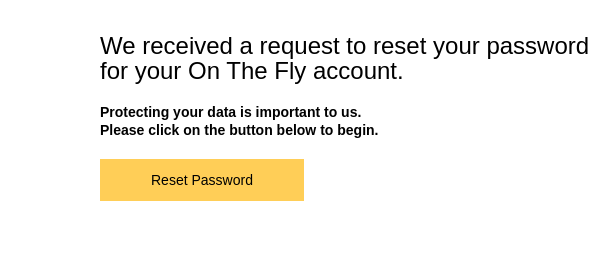 We received a request to reset your password
for your On The Fly account.
Protecting your data is important to us.
Please click on the button below to begin.
Reset Password